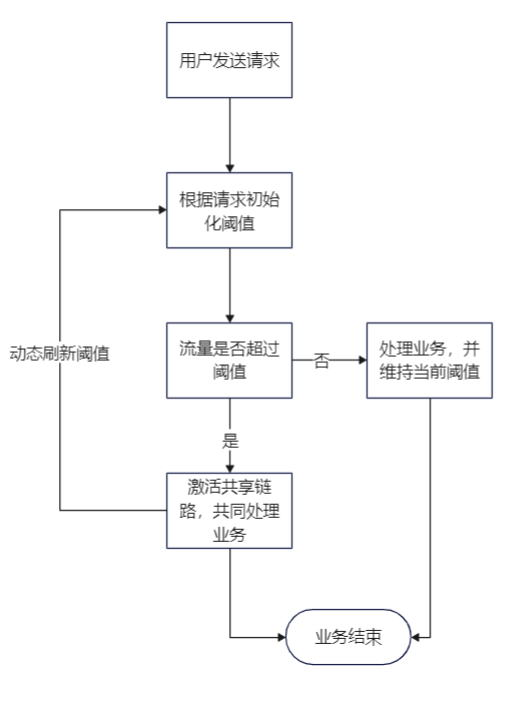 用户发送请求
根据请求初始
化阈值
动态刷新阈值
流量是否超过
阈值
否
处理业务，并
维持当前阈值
是
激活共享链
路，共同处理
业务
业务结束